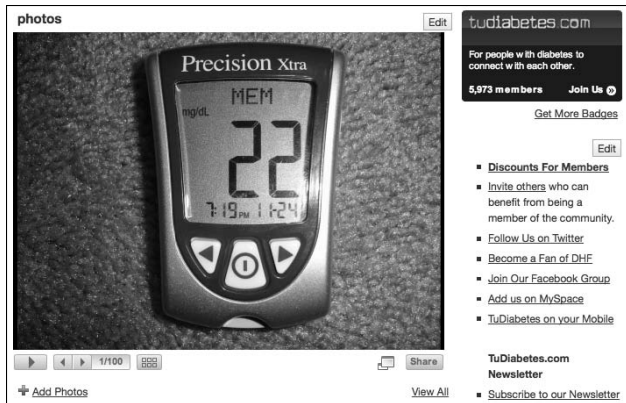 photos
Edit
Precision Xtra
MEM
mg/dL
22
7:19 PM 11-24
1/100
Share
Add Photos
View All
tudiabetes.com
For people with diabetes to
connect with each other.
5,973 members Join Us
Get More Badges
Edit
Discounts For Members
Invite others who can
benefit from being a
member of the community.
Follow Us on Twitter
Become a Fan of DHF
Join Our Facebook Group
Add us on MySpace
TuDiabetes on your Mobile
TuDiabetes.com
Newsletter
Subscribe to our Newsletter